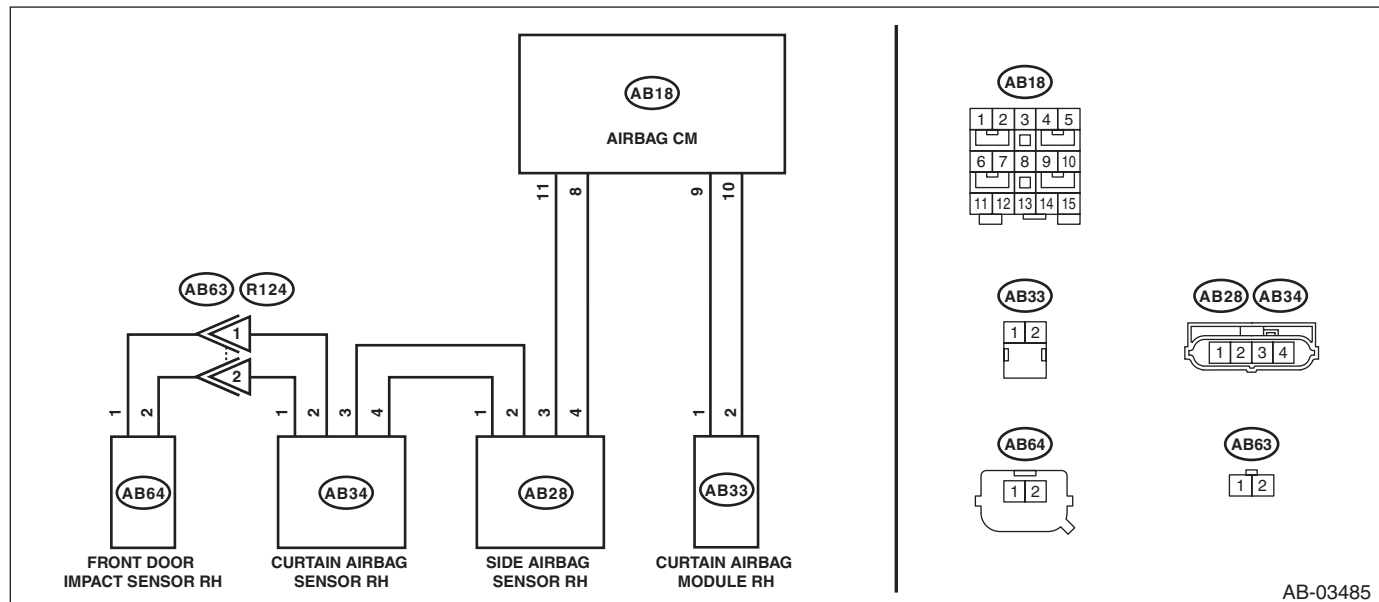 AB18
AIRBAG CM
11 8 9 10
AB63 R124
1
2
1 2 1 2 3 4 1 2 3 4 1 2
AB64 AB34 AB28 AB33
FRONT DOOR
IMPACT SENSOR RH
CURTAIN AIRBAG
SENSOR RH
SIDE AIRBAG
SENSOR RH
CURTAIN AIRBAG
MODULE RH
AB18
1 2 3 4 5
6 7 8 9 10
11 12 13 14 15
AB33
1 2
AB28 AB34
1 2 3 4
AB64
1 2
AB63
1 2
AB-03485